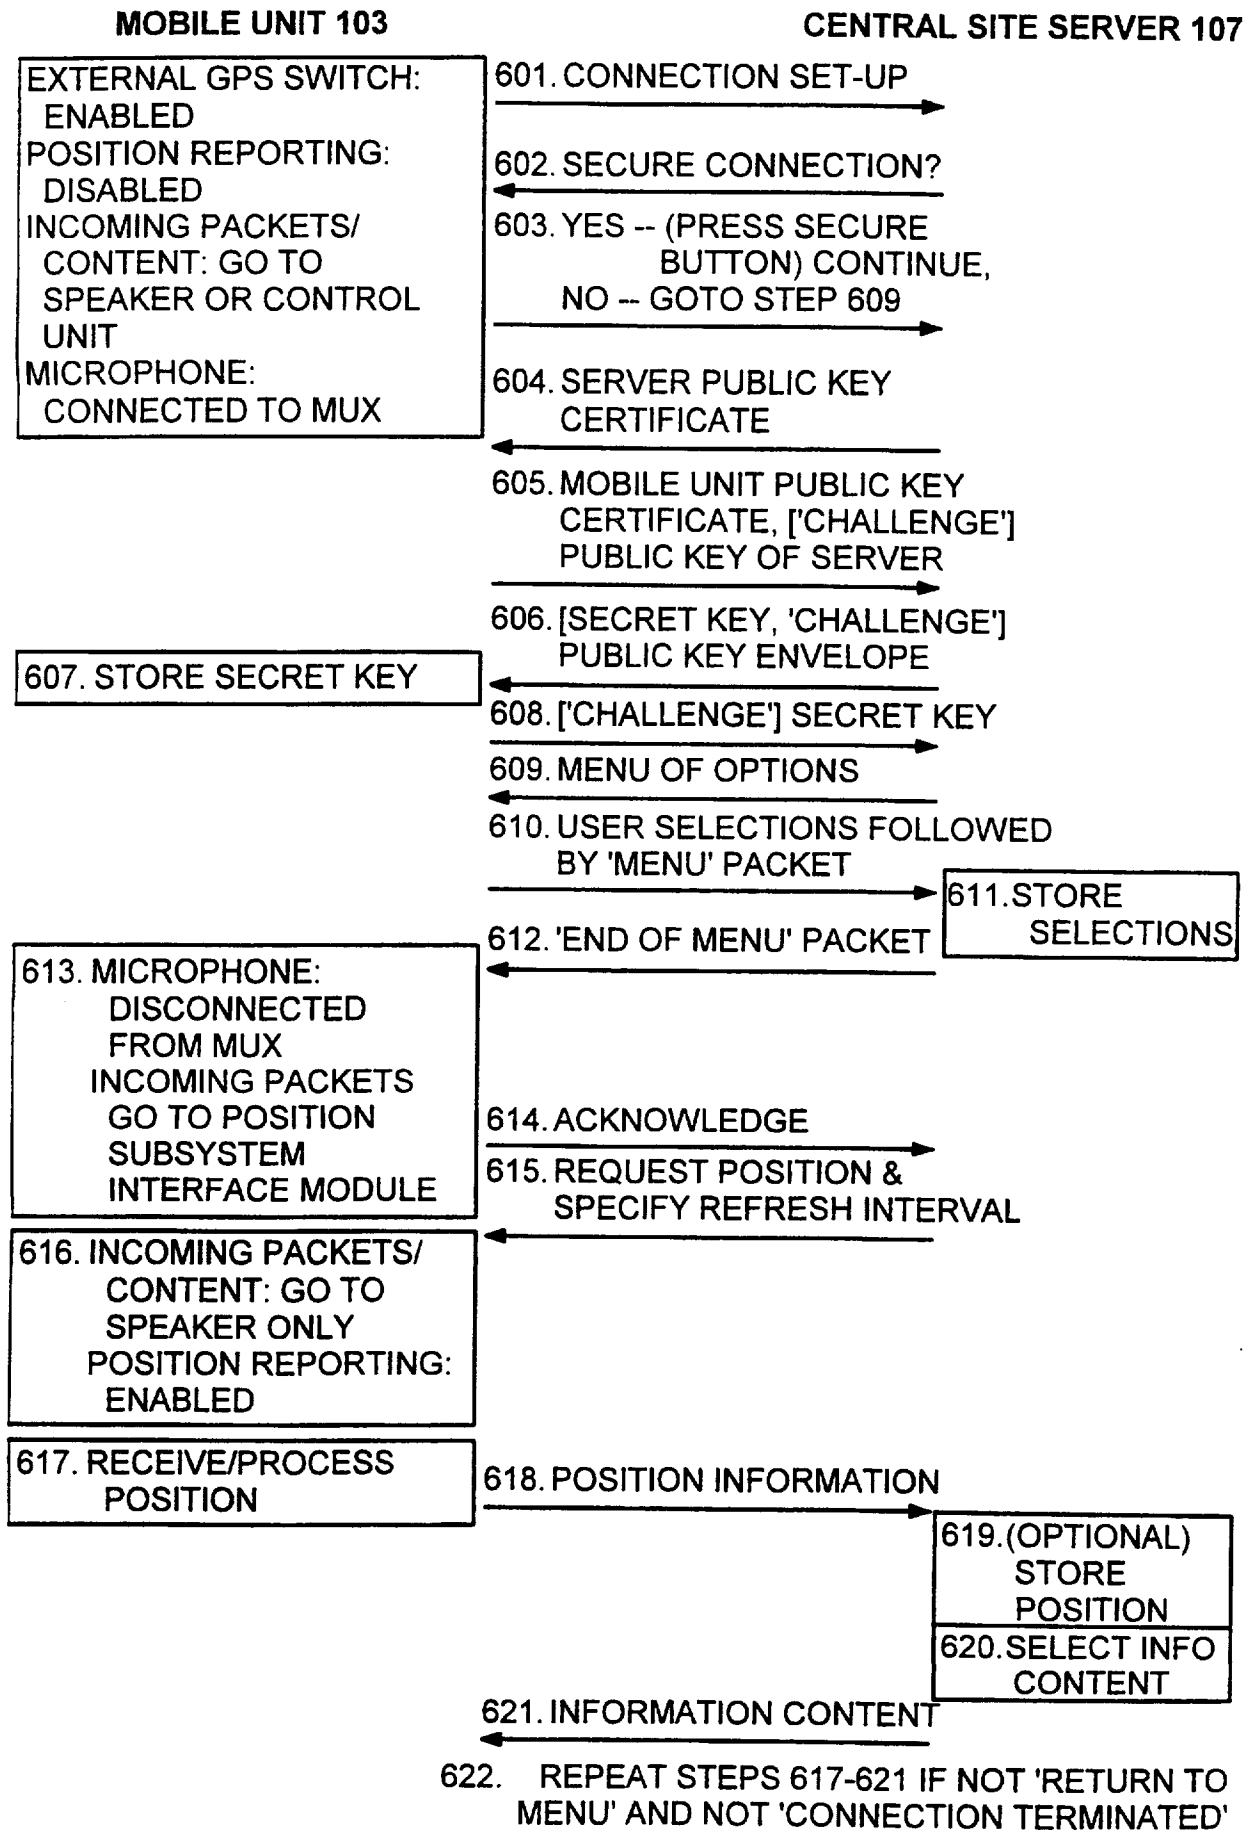 MOBILE UNIT 103
CENTRAL SITE SERVER 107
EXTERNAL GPS SWITCH:
ENABLED
POSITION REPORTING:
DISABLED
INCOMING PACKETS/
CONTENT: GO TO
SPEAKER OR CONTROL
UNIT
MICROPHONE:
CONNECTED TO MUX
601. CONNECTION SET-UP
602. SECURE CONNECTION?
603. YES -- (PRESS SECURE
BUTTON) CONTINUE,
NO -- GOTO STEP 609
604. SERVER PUBLIC KEY
CERTIFICATE
605. MOBILE UNIT PUBLIC KEY
CERTIFICATE, ['CHALLENGE']
PUBLIC KEY OF SERVER
606. [SECRET KEY, 'CHALLENGE']
PUBLIC KEY ENVELOPE
607. STORE SECRET KEY
608. ['CHALLENGE'] SECRET KEY
609. MENU OF OPTIONS
610. USER SELECTIONS FOLLOWED
BY 'MENU' PACKET
611. STORE
SELECTIONS
612. 'END OF MENU' PACKET
613. MICROPHONE:
DISCONNECTED
FROM MUX
INCOMING PACKETS
GO TO POSITION
SUBSYSTEM
INTERFACE MODULE
614. ACKNOWLEDGE
615. REQUEST POSITION &
SPECIFY REFRESH INTERVAL
616. INCOMING PACKETS/
CONTENT: GO TO
SPEAKER ONLY
POSITION REPORTING:
ENABLED
617. RECEIVE/PROCESS
POSITION
618. POSITION INFORMATION
619. (OPTIONAL)
STORE
POSITION
620. SELECT INFO
CONTENT
621. INFORMATION CONTENT
622. REPEAT STEPS 617-621 IF NOT 'RETURN TO
MENU' AND NOT 'CONNECTION TERMINATED'